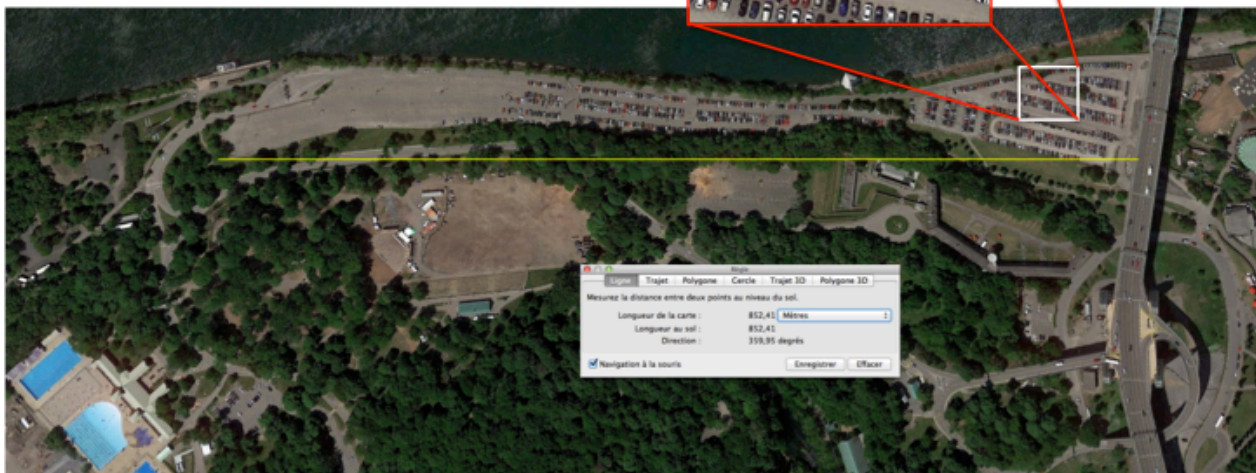 Règle
Ligne Trajet Polygone Cercle Trajet 3D Polygone 3D
Mesurez la distance entre deux points au niveau du sol.
Longueur de la carte : 852,41 Mètres
Longueur au sol : 852,41
Direction : 359,95 degrés
Navigation à la souris Enregistrer Effacer